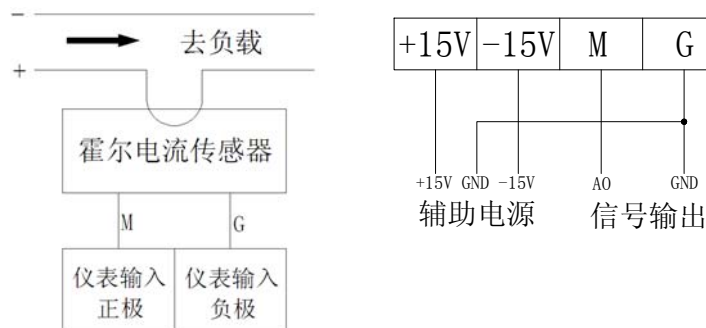 −
去负载
+
霍尔电流传感器
M
G
仪表输入
正极
仪表输入
负极
+15V −15V M G
+15V GND −15V AO GND
辅助电源 信号输出